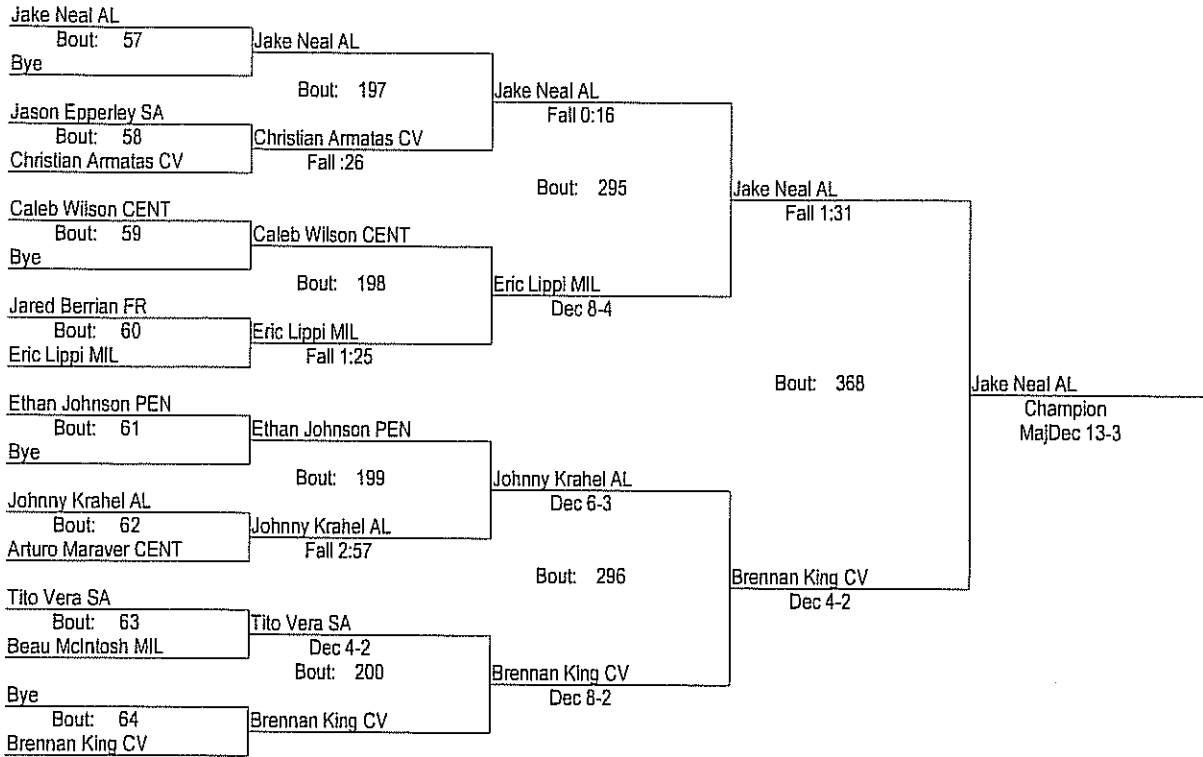 Jake Neal AL
Bout: 57
Bye
Jake Neal AL
Bout: 197
Jason Epperley SA
Bout: 58
Christian Armatas CV
Christian Armatas CV
Fall :26
Jake Neal AL
Fall 0:16
Bout: 295
Caleb Wilson CENT
Bout: 59
Bye
Caleb Wilson CENT
Bout: 198
Jared Berrian FR
Bout: 60
Eric Lippi MIL
Eric Lippi MIL
Fall 1:25
Eric Lippi MIL
Dec 8-4
Jake Neal AL
Fall 1:31
Bout: 368
Ethan Johnson PEN
Bout: 61
Bye
Ethan Johnson PEN
Bout: 199
Johnny Krahel AL
Bout: 62
Arturo Maraver CENT
Johnny Krahel AL
Fall 2:57
Johnny Krahel AL
Dec 6-3
Bout: 296
Tito Vera SA
Bout: 63
Beau McIntosh MIL
Tito Vera SA
Dec 4-2
Bout: 200
Bye
Bout: 64
Brennan King CV
Brennan King CV
Brennan King CV
Dec 8-2
Brennan King CV
Dec 4-2
Jake Neal AL
Champion
MajDec 13-3